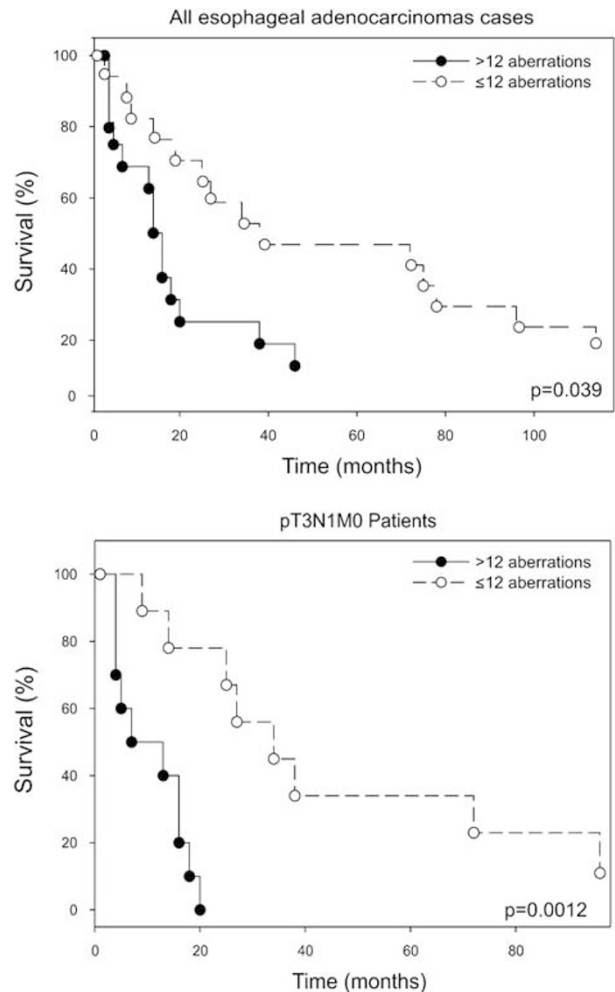 All esophageal adenocarcinomas cases
>12 aberrations
≤12 aberrations
100
80
60
40
20
0
Survival (%)
p=0.039
0 20 40 60 80 100
Time (months)
pT3N1M0 Patients
>12 aberrations
≤12 aberrations
100
80
60
40
20
0
Survival (%)
p=0.0012
0 20 40 60 80
Time (months)